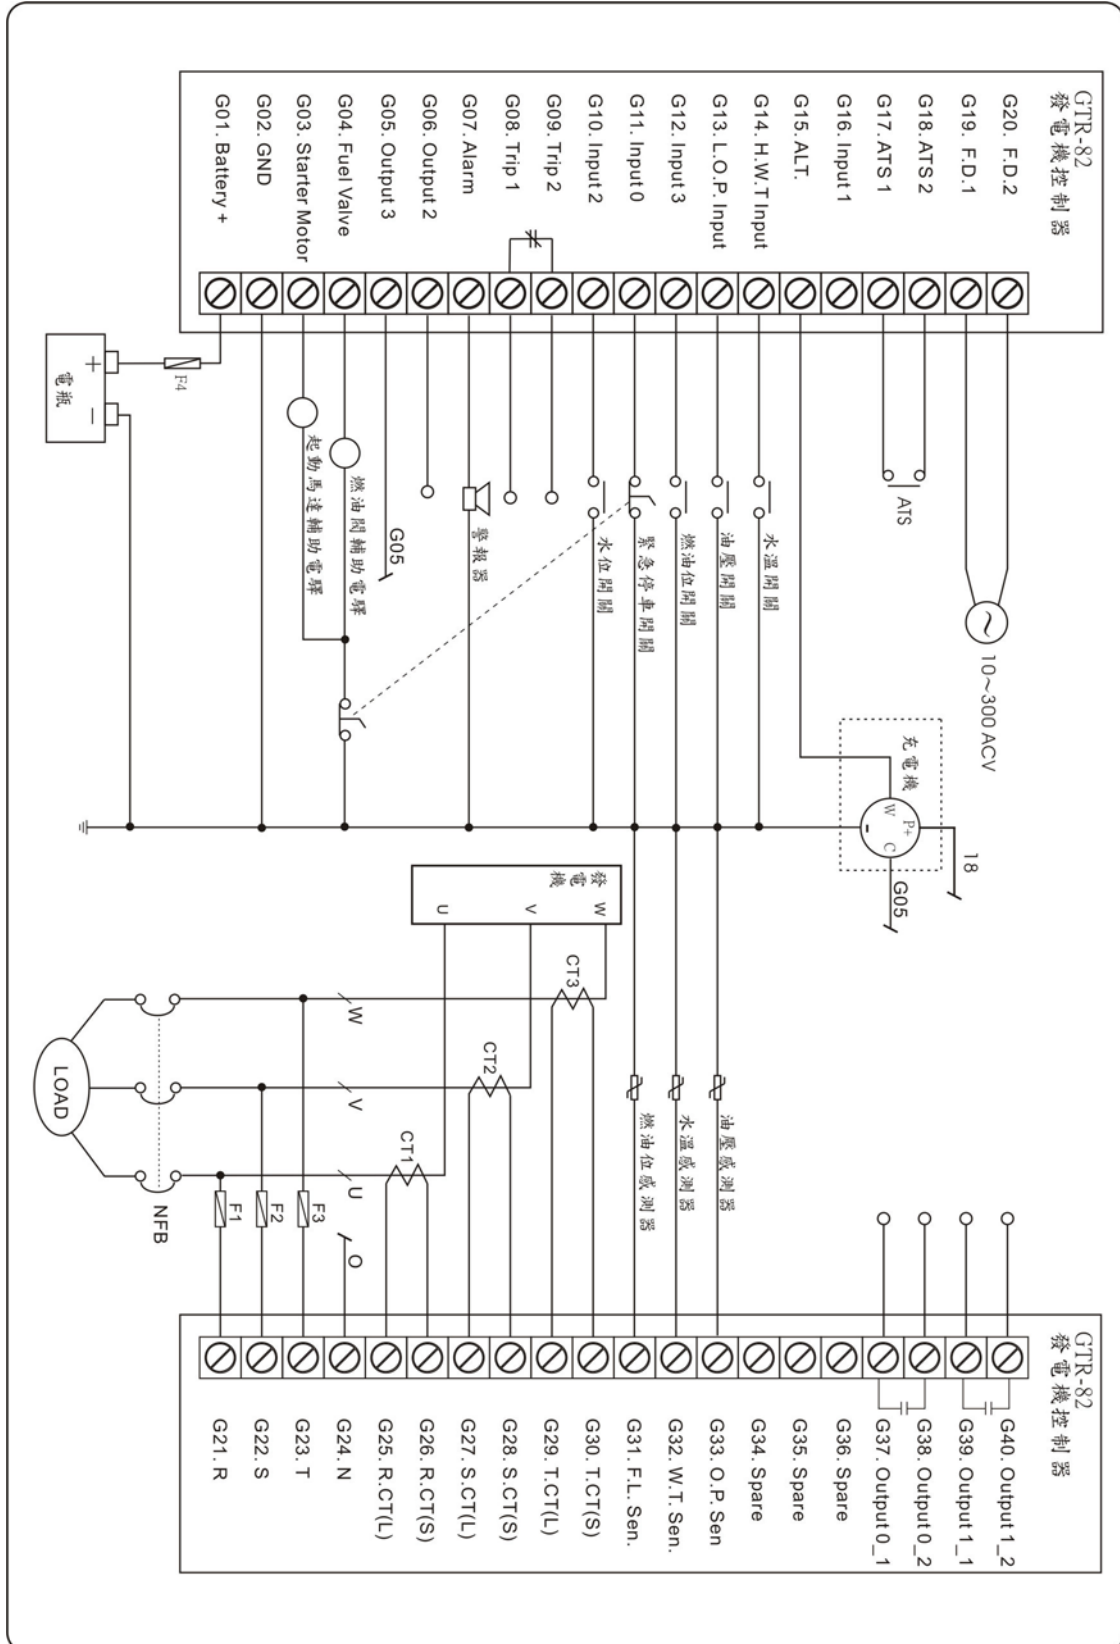 GTR-82
發電機控制器
G01. Battery +
G02. GND
G03. Starter Motor
G04. Fuel Valve
G05. Output 3
G06. Output 2
G07. Alarm
G08. Trip 1
G09. Trip 2
G10. Input 2
G11. Input 0
G12. Input 3
G13. L.O.P. Input
G14. H.W.T Input
G15. ALT.
G16. Input 1
G17. ATS 1
G18. ATS 2
G19. F.D.1
G20. F.D.2
+
−
電瓶
F4
起動馬達輔助電驛
燃油閥輔助電驛
G05
警報器
水位開關
緊急停車開關
燃油位開關
油壓開關
水溫開關
ATS
10~300 ACV
充電機
W
P+
C
-
18
G05
發電機
U
V
W
CT3
CT2
CT1
W
V
U
O
LOAD
NFB
F1
F2
F3
燃油位感測器
水溫感測器
油壓感測器
GTR-82
發電機控制器
G21. R
G22. S
G23. T
G24. N
G25. R.CT(L)
G26. R.CT(S)
G27. S.CT(L)
G28. S.CT(S)
G29. T.CT(L)
G30. T.CT(S)
G31. F.L. Sen.
G32. W.T. Sen.
G33. O.P. Sen
G34. Spare
G35. Spare
G36. Spare
G37. Output 0_1
G38. Output 0_2
G39. Output 1_1
G40. Output 1_2